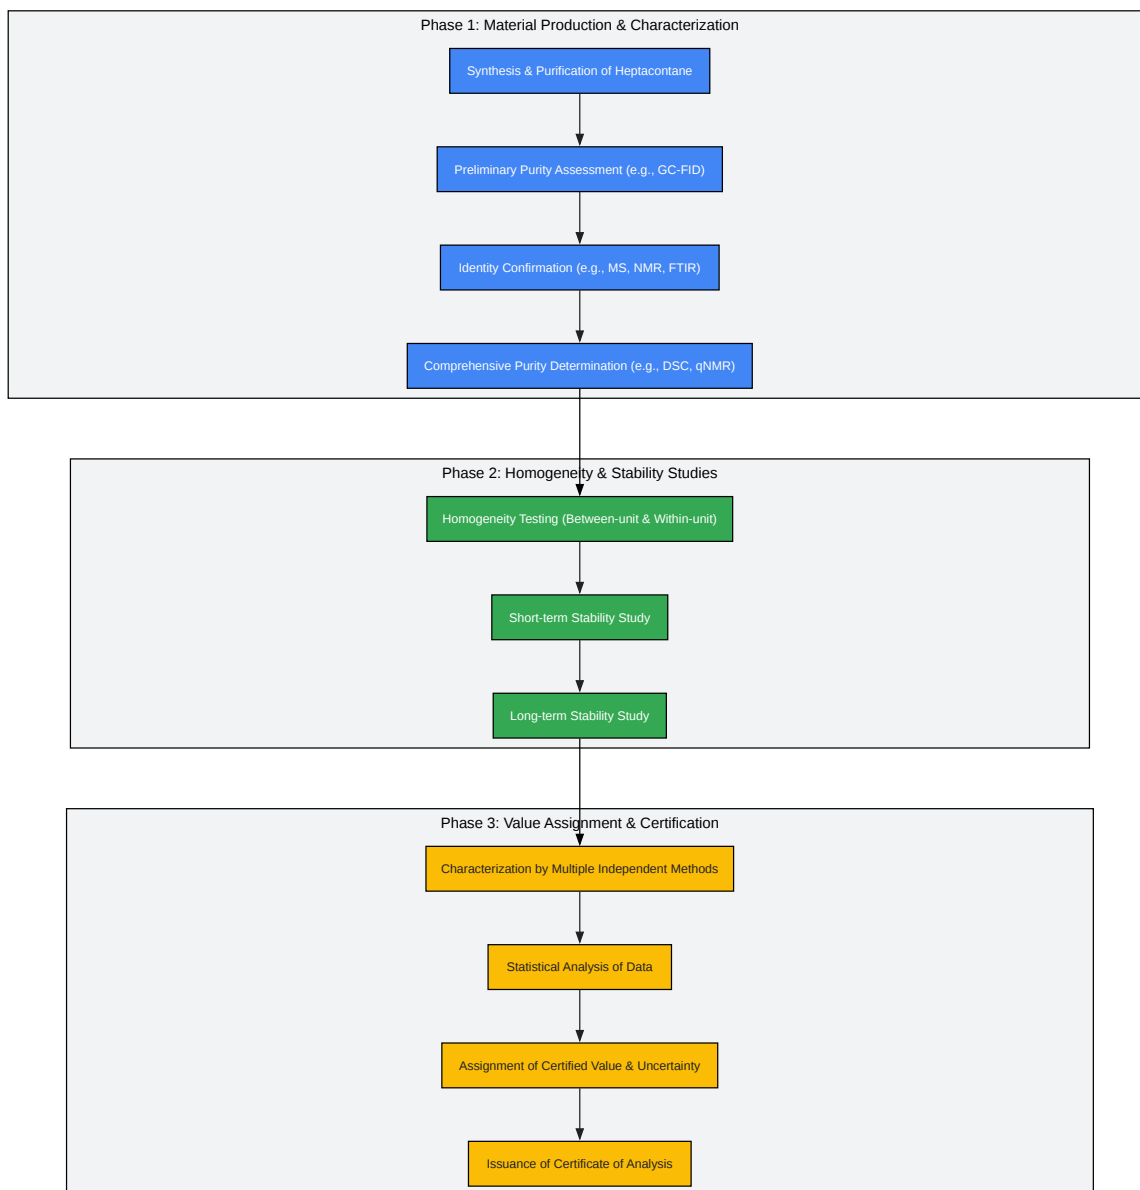 Phase 1: Material Production & Characterization
Synthesis & Purification of Heptacontane
Preliminary Purity Assessment (e.g., GC-FID)
Identity Confirmation (e.g., MS, NMR, FTIR)
Comprehensive Purity Determination (e.g., DSC, qNMR)
Phase 2: Homogeneity & Stability Studies
Homogeneity Testing (Between-unit & Within-unit)
Short-term Stability Study
Long-term Stability Study
Phase 3: Value Assignment & Certification
Characterization by Multiple Independent Methods
Statistical Analysis of Data
Assignment of Certified Value & Uncertainty
Issuance of Certificate of Analysis